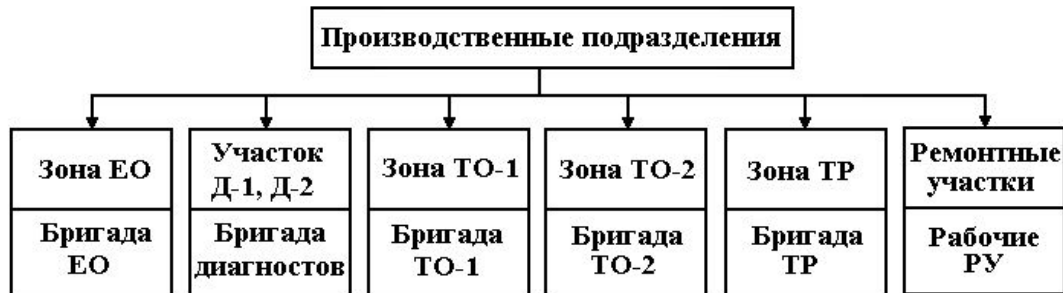 Производственные подразделения
Зона ЕО
Участок
Д-1, Д-2
Зона ТО-1
Зона ТО-2
Зона ТР
Ремонтные
участки
Бригада
ЕО
Бригада
диагностов
Бригада
ТО-1
Бригада
ТО-2
Бригада
ТР
Рабочие
РУ